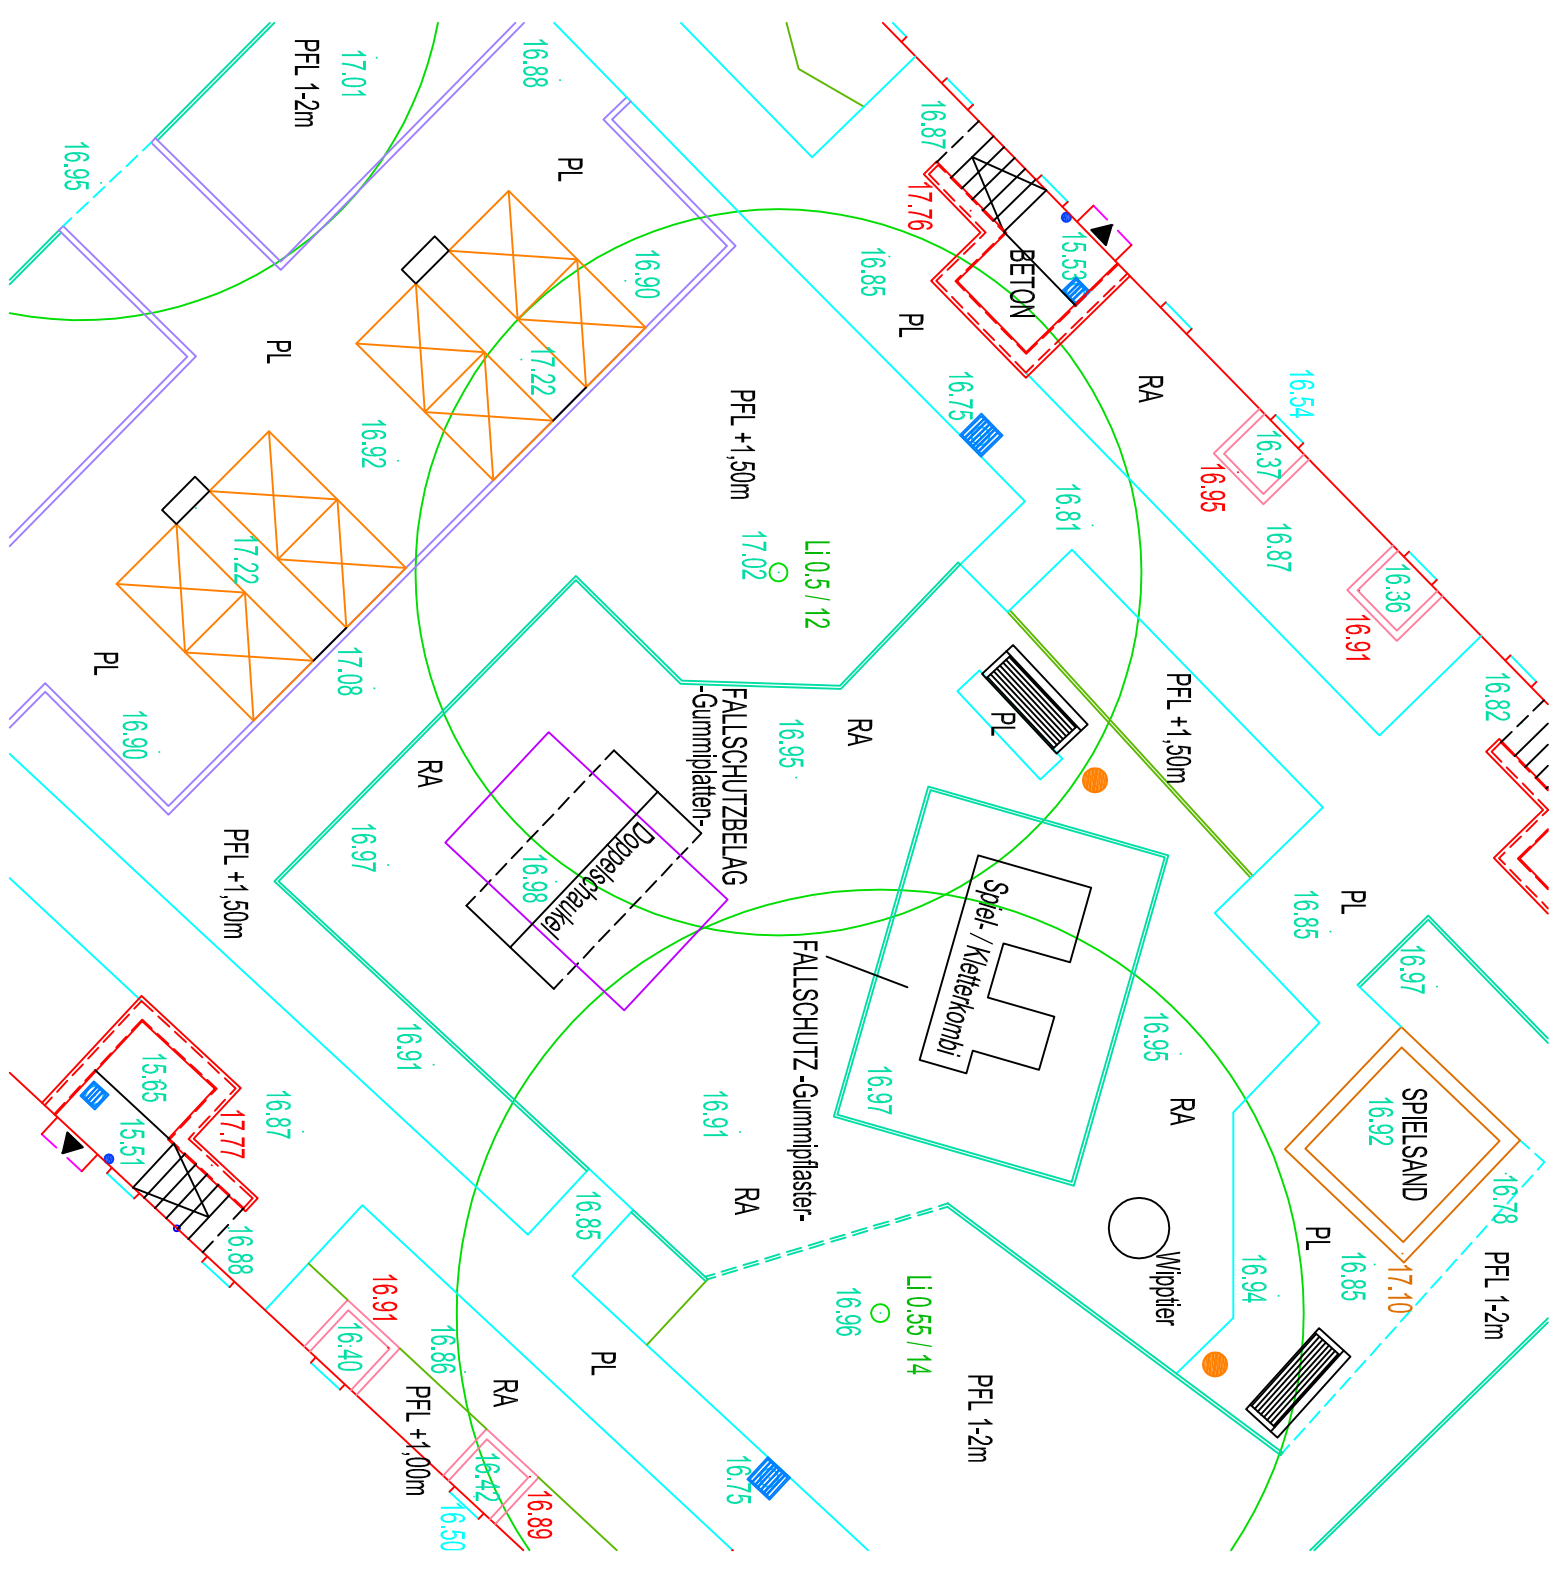 16.88
17.01
PFL 1-2m
16.95
PL
16.87
17.76
15.53
BETON
16.85
PL
16.90
PL
17.22
16.92
RA
16.54
16.37
16.95
16.75
PFL +1,50m
16.81
16.87
16.36
16.91
Li 0.5 / 12
17.02
17.22
PL
17.08
16.90
PFL +1,50m
16.82
FALLSCHUTZBELAG
-Gummiplatten-
RA
PL
16.95
RA
16.97
PFL +1,50m
Doppelschaukel
16.98
Spiel- / Kletterkombi
FALLSCHUTZ -Gummipflaster-
PL
16.85
16.97
16.91
16.95
16.97
RA
SPIELSAND
16.92
15.65
15.51
17.77
16.87
16.91
RA
16.85
16.88
16.78
PL
16.85
17.10
PFL 1-2m
16.94
Wipptier
16.91
16.40
16.86
Li 0.55 / 14
16.96
PL
RA
PFL +1,00m
PFL 1-2m
16.42
16.89
16.50
16.75